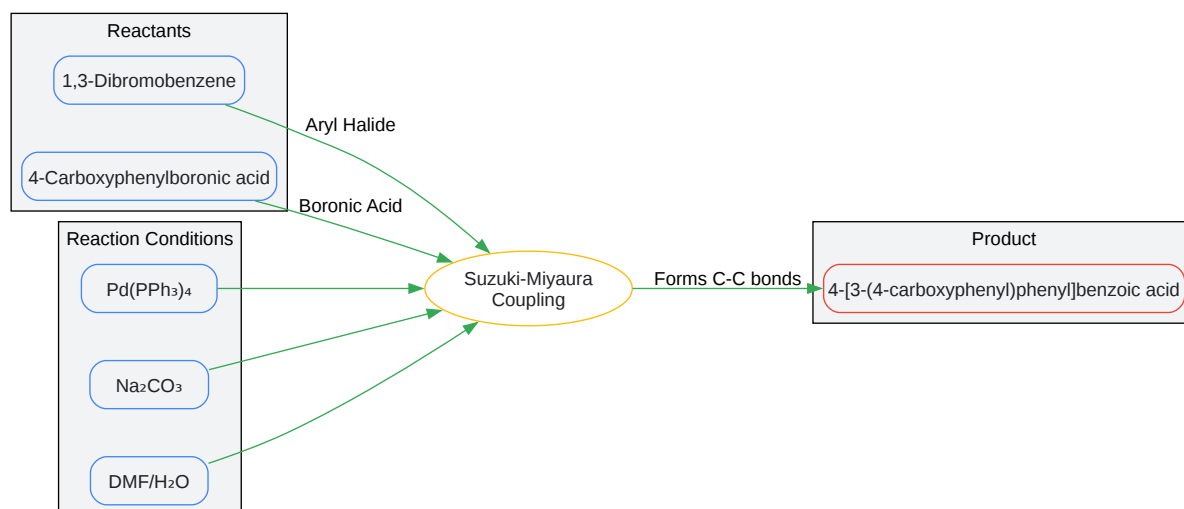 Reactants
1,3-Dibromobenzene
Aryl Halide
4-Carboxyphenylboronic acid
Boronic Acid
Reaction Conditions
Pd(PPh₃)₄
Na₂CO₃
DMF/H₂O
Suzuki-Miyaura
Coupling
Forms C-C bonds
Product
4-[3-(4-carboxyphenyl)phenyl]benzoic acid